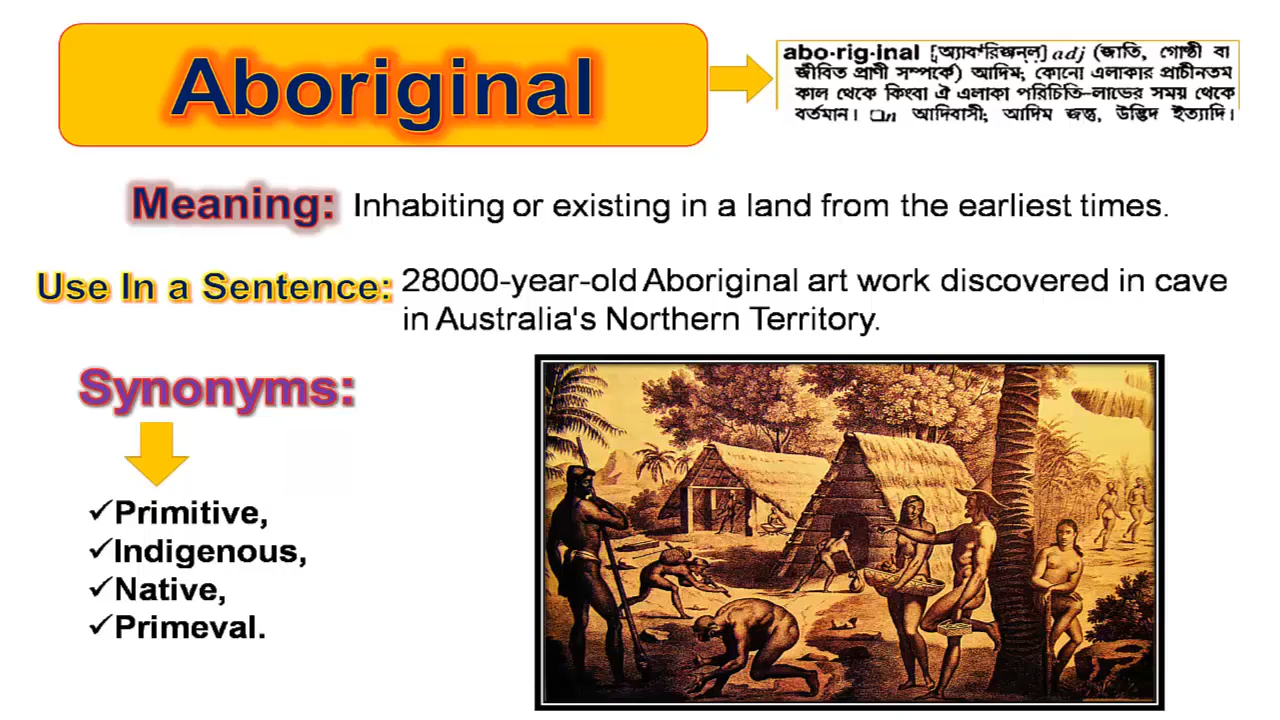 Aboriginal
abo·rig·inal [অ্যাবˈরিজন্ল্] adj (জাতি, গোষ্ঠী বা
জীবিত প্রাণী সম্পর্কে) আদিম; কোনো এলাকার প্রাচীনতম
কাল থেকে কিংবা ঐ এলাকা পরিচিতি-লাভের সময় থেকে
বর্তমান। □n আদিবাসী; আদিম জন্তু, উদ্ভিদ ইত্যাদি।
Meaning: Inhabiting or existing in a land from the earliest times.
Use In a Sentence: 28000-year-old Aboriginal art work discovered in cave
in Australia's Northern Territory.
Synonyms:
✓Primitive,
✓Indigenous,
✓Native,
✓Primeval.